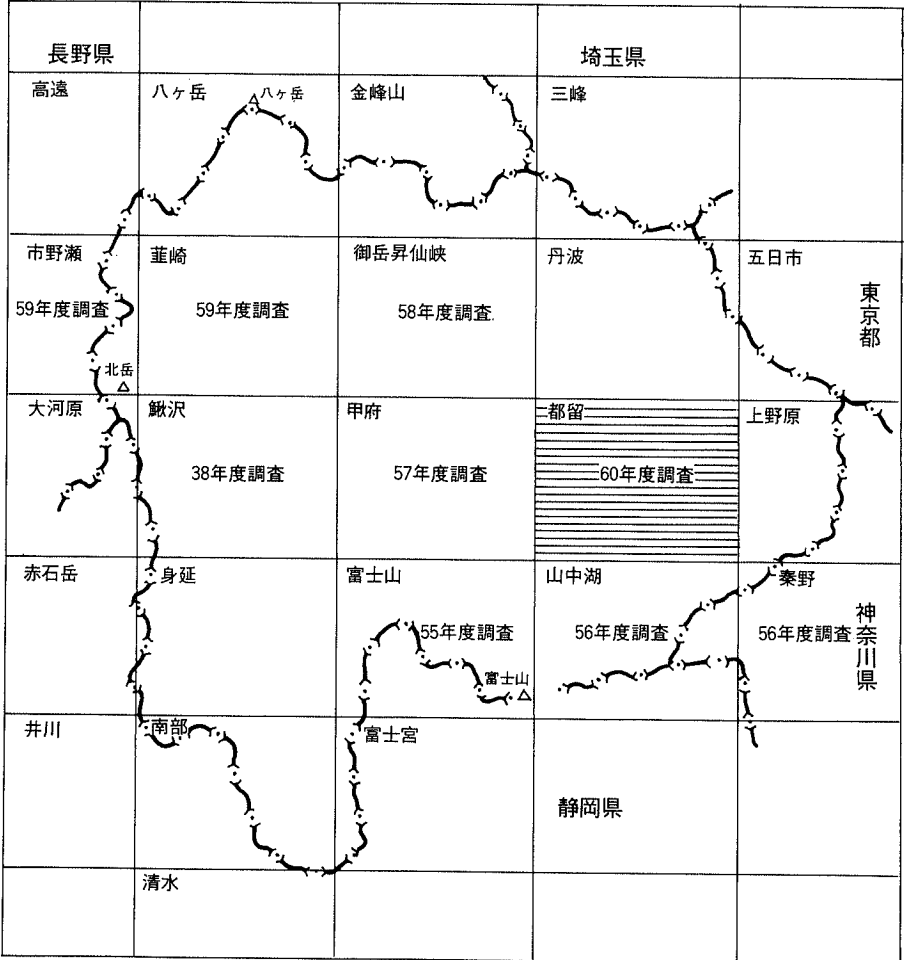 長野県
埼玉県
高遠
八ヶ岳
八ヶ岳
金峰山
三峰
市野瀬
韮崎
御岳昇仙峡
丹波
五日市
59年度調査
59年度調査
58年度調査
東京都
北岳
大河原
鰍沢
甲府
都留
上野原
38年度調査
57年度調査
60年度調査
赤石岳
身延
富士山
山中湖
秦野
55年度調査
56年度調査
56年度調査
神奈川県
富士山
井川
南部
富士宮
静岡県
清水